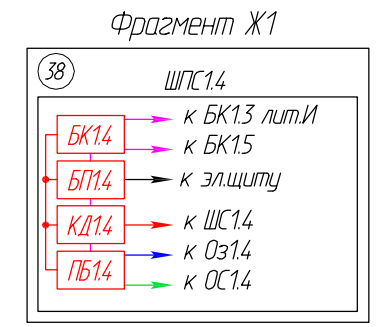 Фрагмент Ж1
38
ШПС1.4
БК1.4
к БК1.3 лит.И
к БК1.5
БП1.4
к эл.щиту
КД1.4
к ШС1.4
ПБ1.4
к Оз1.4
к ОС1.4